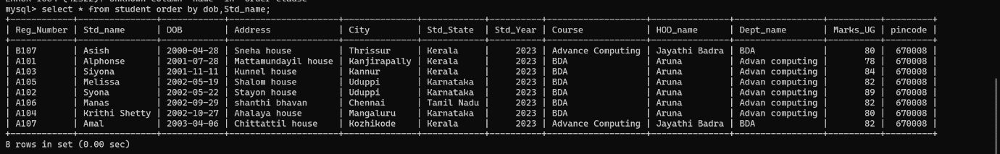 mysql> select * from student order by dob,Std_name;
+------------+---------------+------------+--------------------+--------------+------------+----------+-------------------+---------------+-----------------+----------+---------+
| Reg_Number | Std_name      | DOB        | Address            | City         | Std_State  | Std_Year | Course            | HOD_name      | Dept_name       | Marks_UG | pincode |
+------------+---------------+------------+--------------------+--------------+------------+----------+-------------------+---------------+-----------------+----------+---------+
| B107       | Asish         | 2000-04-28 | Sneha house        | Thrissur     | Kerala     |     2023 | Advance Computing | Jayathi Badra | BDA             |       80 |  670008 |
| A101       | Alphonse      | 2001-07-28 | Mattamundayil house | Kanjirapally | Kerala     |     2023 | BDA               | Aruna         | Advan computing |       78 |  670008 |
| A103       | Siyona        | 2001-11-11 | Kunnel house       | Kannur       | Kerala     |     2023 | BDA               | Aruna         | Advan computing |       84 |  670008 |
| A105       | Melissa       | 2002-05-19 | Shalom house       | Uduppi       | Karnataka  |     2023 | BDA               | Aruna         | Advan computing |       82 |  670008 |
| A102       | Syona         | 2002-05-22 | Stayon house       | Uduppi       | Karnataka  |     2023 | BDA               | Aruna         | Advan computing |       89 |  670008 |
| A106       | Manas         | 2002-09-29 | shanthi bhavan     | Chennai      | Tamil Nadu |     2023 | BDA               | Aruna         | Advan computing |       82 |  670008 |
| A104       | Krithi Shetty | 2002-10-27 | Ahalaya house      | Mangaluru    | Karnataka  |     2023 | BDA               | Aruna         | Advan computing |       80 |  670008 |
| A107       | Amal          | 2003-04-06 | Chittattil house   | Kozhikode    | Kerala     |     2023 | Advance Computing | Jayathi Badra | BDA             |       82 |  670008 |
+------------+---------------+------------+--------------------+--------------+------------+----------+-------------------+---------------+-----------------+----------+---------+
8 rows in set (0.00 sec)